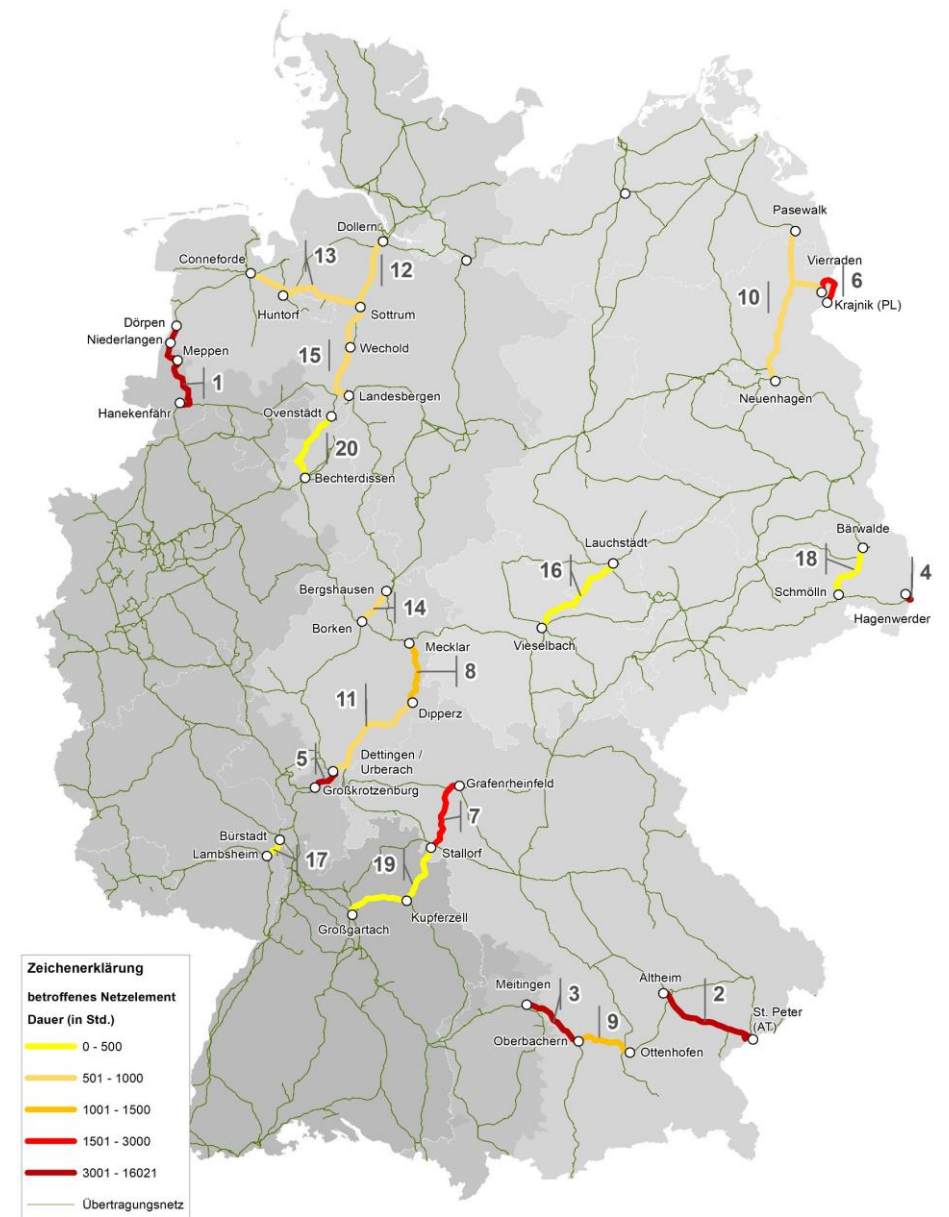 Dollern
Pasewalk
13
Conneforde
12
Vierraden
6
10
Krajnik (PL)
Huntorf
Sottrum
Dörpen
Niederlangen
15
Wechold
Meppen
1
Neuenhagen
Landesbergen
Hanekenfähr
Ovenstädt
20
Bechterdissen
Bärwalde
Lauchstädt
18
4
16
Bergshausen
Schmölln
14
Hagenwerder
Borken
Vieselbach
Mecklar
8
11
Dipperz
5
Dettingen /
Urberach
Großkrotzenburg
Grafenrheinfeld
7
Bürstadt
Stallorf
Lambsheim
17
19
Kupferzell
Großgartach
Zeichenerklärung
betroffenes Netzelement
Dauer (in Std.)
0 - 500
501 - 1000
1001 - 1500
1501 - 3000
3001 - 16021
Übertragungsnetz
Altheim
Meitingen
3
2
9
St. Peter
(AT)
Oberbachern
Ottenhofen